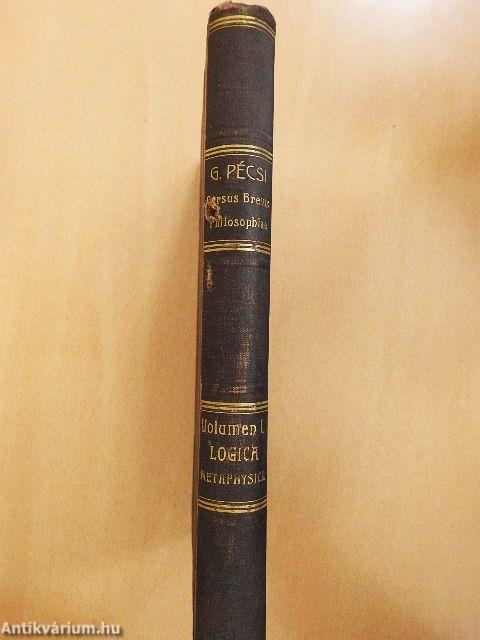 G. PÉCSI
Cursus Brevis
Philosophiae
Volumen I.
LOGICA
METAPHYSICA
Antikvárium.hu